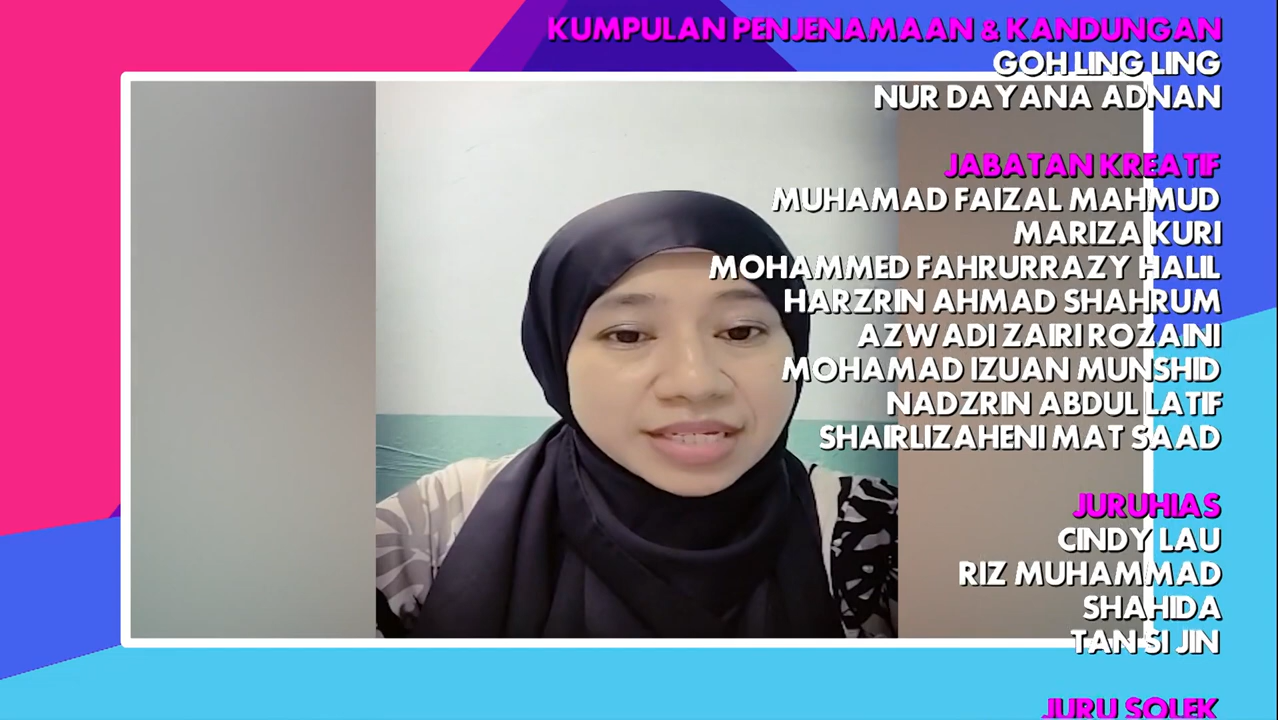 KUMPULAN PENJENAMAAN & KANDUNGAN
GOH LING LING
NUR DAYANA ADNAN
JABATAN KREATIF
MUHAMAD FAIZAL MAHMUD
MARIZA KURI
MOHAMMED FAHRURRAZY HALIL
HARZRIN AHMAD SHAHRUM
AZWADI ZAIRI ROZAINI
MOHAMAD IZUAN MUNSHID
NADZRIN ABDUL LATIF
SHAIRLIZAHENI MAT SAAD
JURUHIAS
CINDY LAU
RIZ MUHAMMAD
SHAHIDA
TAN SI JIN
JURU SOLEK